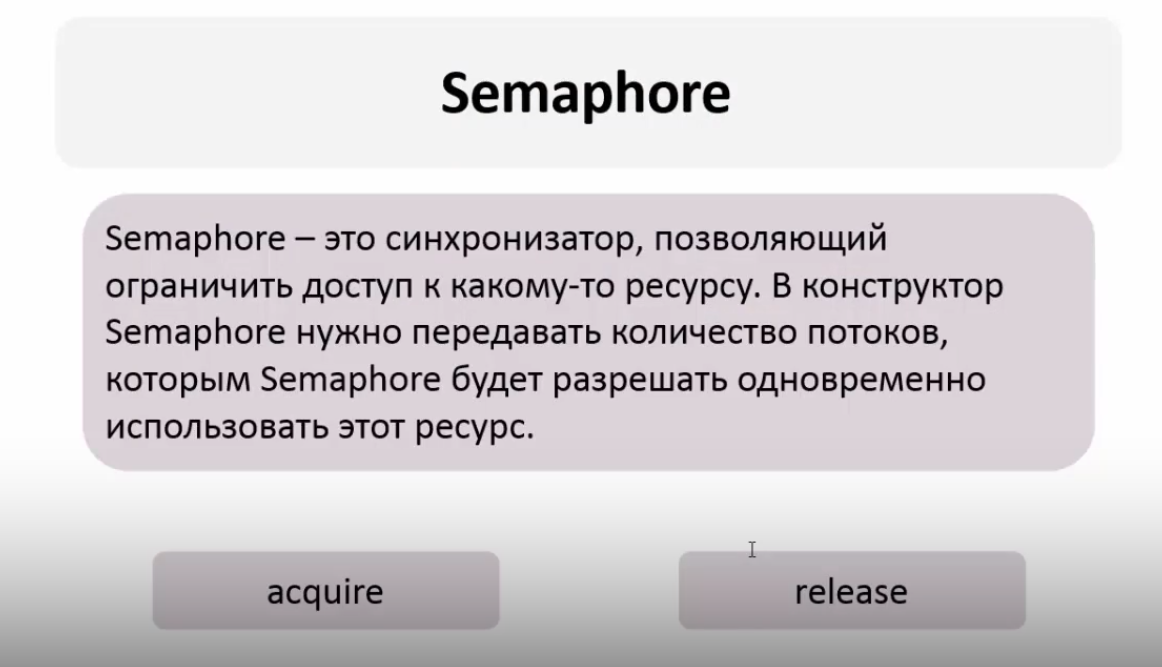 Semaphore
Semaphore – это синхронизатор, позволяющий
ограничить доступ к какому-то ресурсу. В конструктор
Semaphore нужно передавать количество потоков,
которым Semaphore будет разрешать одновременно
использовать этот ресурс.
acquire
release